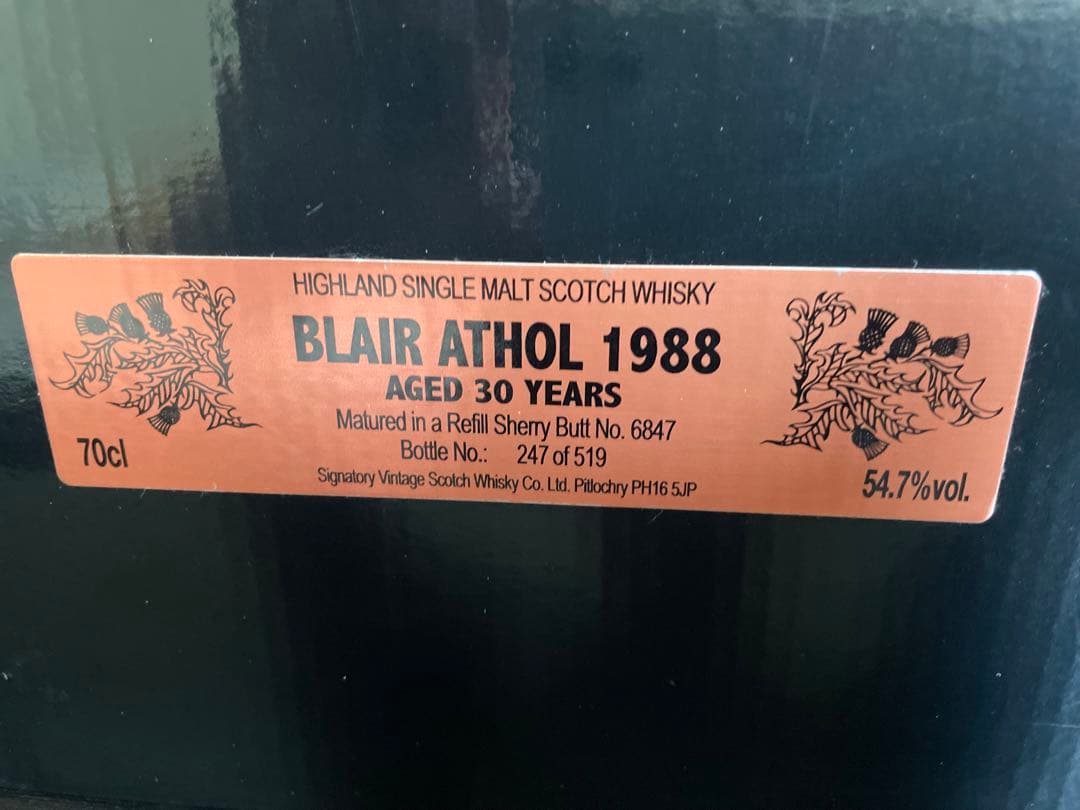 HIGHLAND SINGLE MALT SCOTCH WHISKY
BLAIR ATHOL 1988
AGED 30 YEARS
Matured in a Refill Sherry Butt No. 6847
Bottle No.: 247 of 519
Signatory Vintage Scotch Whisky Co. Ltd. Pitlochry PH16 5JP
70cl
54.7%vol.